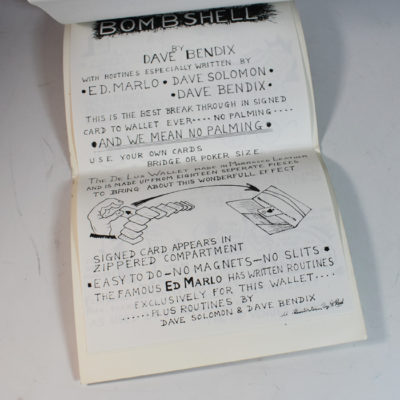 BOMBSHELL
BY
DAVE BENDIX
WITH ROUTINES ESPECIALLY WRITTEN BY
• ED. MARLO • DAVE SOLOMON •
• DAVE BENDIX •
THIS IS THE BEST BREAK THROUGH IN SIGNED
CARD TO WALLET EVER.... NO PALMING....
• AND WE MEAN NO PALMING •
USE YOUR OWN CARDS
BRIDGE OR POKER SIZE
THE DE LUX WALLET MADE IN MOROCCO LEATHER
AND IS MADE UP FROM EIGHTEEN SEPERATE PIECES
TO BRING ABOUT THIS WONDERFULL EFFECT
SIGNED CARD APPEARS IN
ZIPPERED COMPARTMENT
• EASY TO DO—NO MAGNETS—NO SLITS •
THE FAMOUS ED MARLO HAS WRITTEN ROUTINES
EXCLUSIVELY FOR THIS WALLET....
......PLUS ROUTINES BY
DAVE SOLOMON & DAVE BENDIX